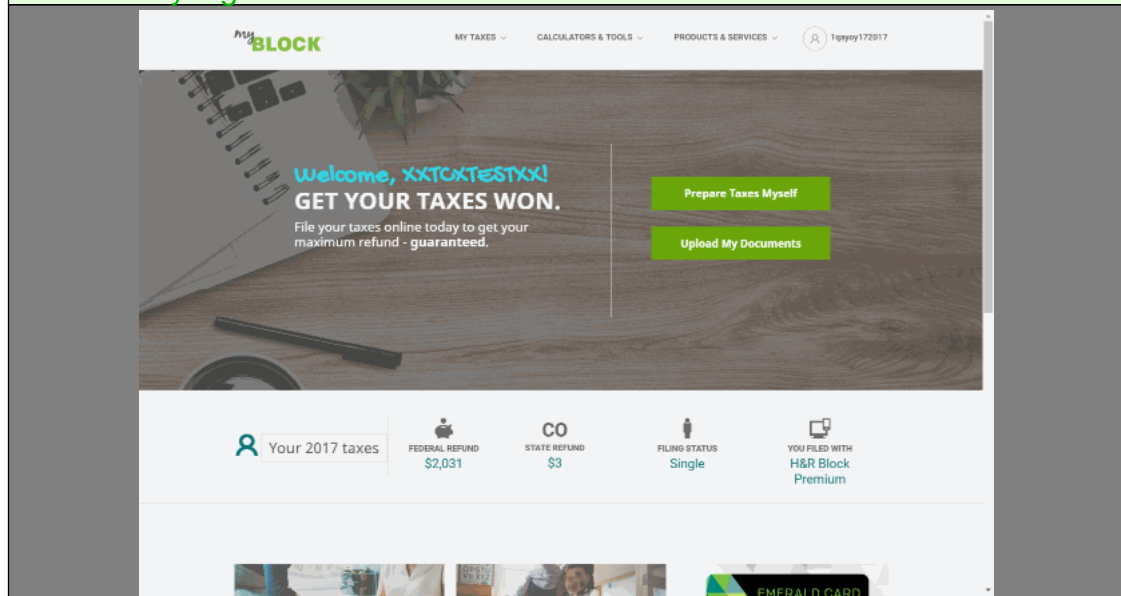 my BLOCK
MY TAXES
CALCULATORS & TOOLS
PRODUCTS & SERVICES
1qayoy172017
Welcome, XXTCXTESTXX!
GET YOUR TAXES WON.
File your taxes online today to get your
maximum refund - guaranteed.
Prepare Taxes Myself
Upload My Documents
Your 2017 taxes
FEDERAL REFUND
$2,031
CO
STATE REFUND
$3
FILING STATUS
Single
YOU FILED WITH
H&R Block
Premium
EMERALD CARD